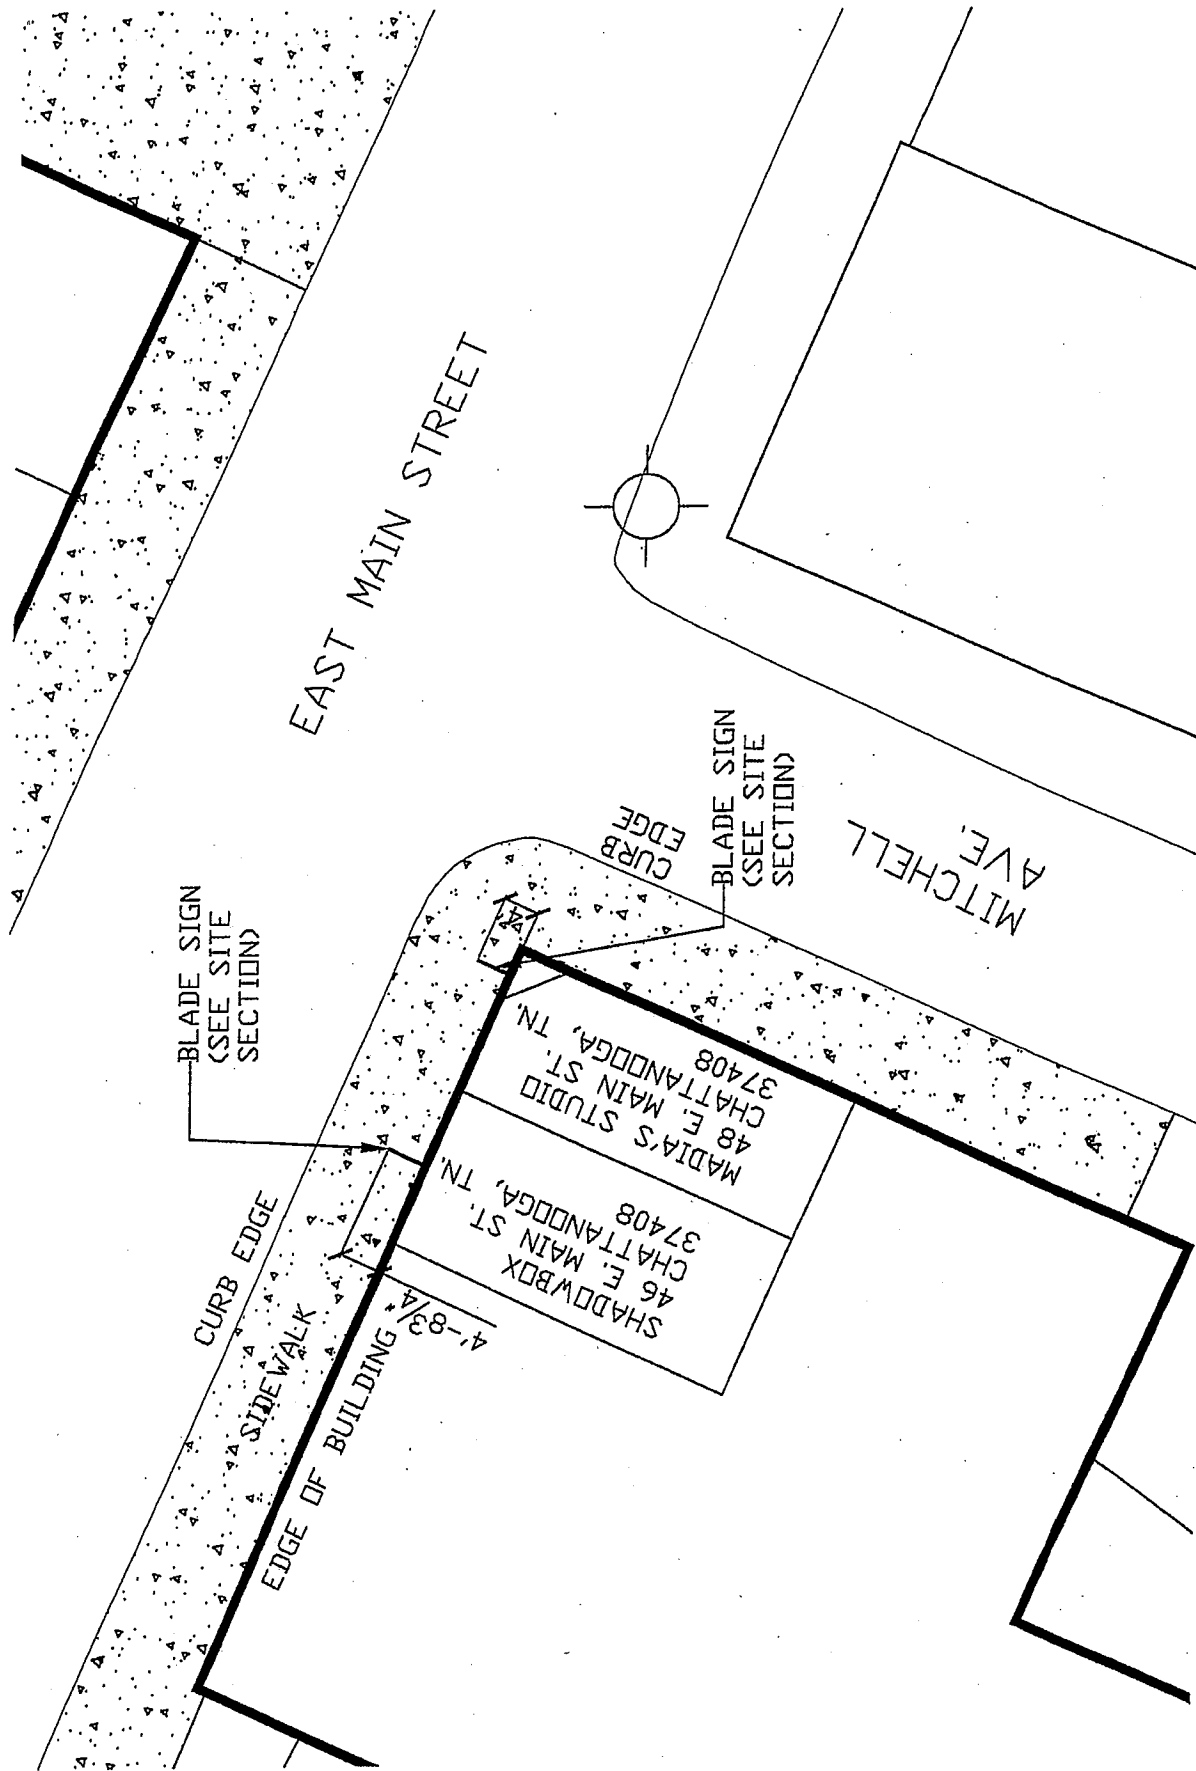 EAST MAIN STREET
BLADE SIGN
(SEE SITE
SECTION)
CURB EDGE
SIDEWALK
EDGE OF BUILDING
4'-8 3/4"
4'
CURB
EDGE
BLADE SIGN
(SEE SITE
SECTION)
MITCHELL
AVE.
SHADOWBOX
46 E. MAIN ST.
CHATTANOOGA, TN.
37408
MADIA'S STUDIO
48 E. MAIN ST.
CHATTANOOGA, TN.
37408